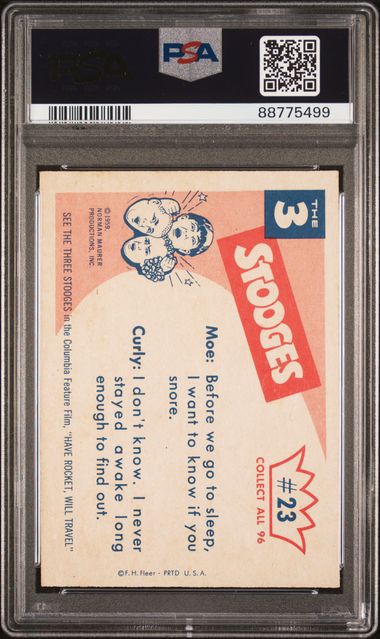 PSA
PSA
88775499
THE
3
STOOGES
#23
COLLECT ALL 96
Moe: Before we go to sleep,
I want to know if you
snore.
Curly: I don't know. I never
stayed awake long
enough to find out.
© 1959,
NORMAN MAURER
PRODUCTIONS, INC.
SEE THE THREE STOOGES in the Columbia Feature Film, "HAVE ROCKET, WILL TRAVEL"
©F. H. Fleer - PRTD U. S. A.